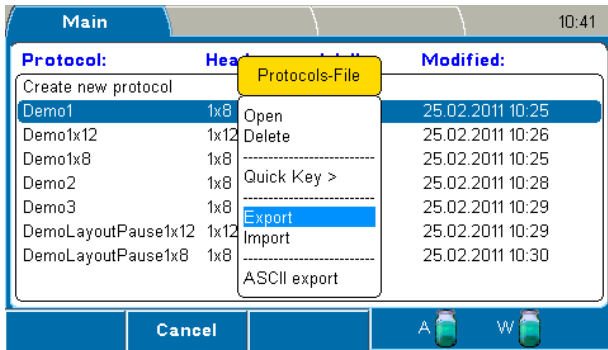 Main 10:41
Protocol: Modified:
Protocols-File
Create new protocol
Demo1 1x8 25.02.2011 10:25
Demo1x12 1x12 25.02.2011 10:26
Demo1x8 1x8 25.02.2011 10:25
Demo2 1x8 25.02.2011 10:28
Demo3 1x8 25.02.2011 10:29
DemoLayoutPause1x12 1x12 25.02.2011 10:29
DemoLayoutPause1x8 1x8 25.02.2011 10:30
Open
Delete
Quick Key >
Export
Import
ASCII export
Cancel A W